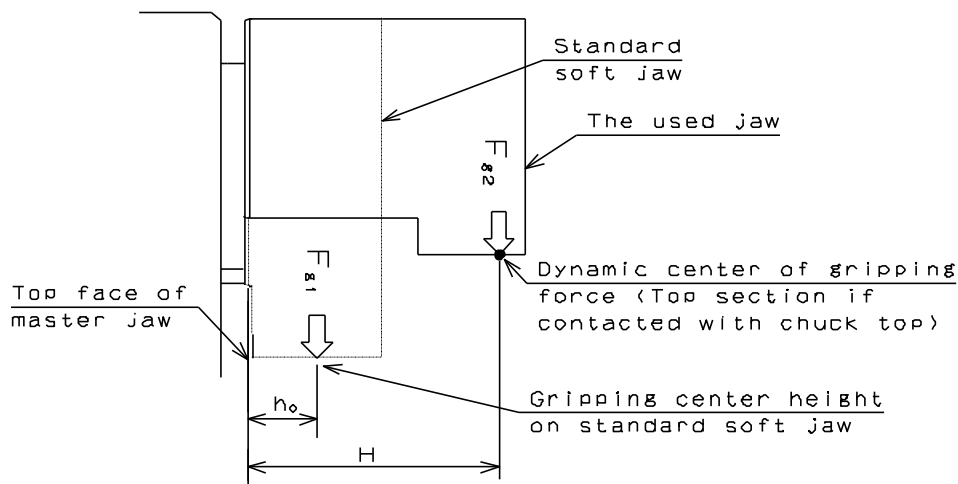 Standard
soft jaw
The used jaw
Fg2
Fg1
Dynamic center of gripping
force (Top section if
contacted with chuck top)
Top face of
master jaw
Gripping center height
on standard soft jaw
h₀
H